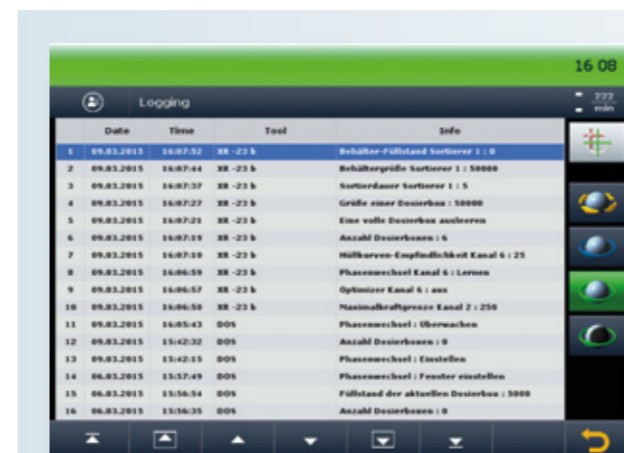 16 08
Logging
222
min
Date Time Tool Info
1 09.03.2015 16:07:52 XR -23 b Behälter-Füllstand Sortierer 1 : 0
2 09.03.2015 16:07:44 XR -23 b Behältergröße Sortierer 1 : 50000
3 09.03.2015 16:07:37 XR -23 b Sortierdauer Sortierer 1 : 5
4 09.03.2015 16:07:27 XR -23 b Größe einer Dosierbox : 50000
5 09.03.2015 16:07:21 XR -23 b Eine volle Dosierbox ausleeren
6 09.03.2015 16:07:19 XR -23 b Anzahl Dosierboxen : 6
7 09.03.2015 16:07:10 XR -23 b Hüllkurven-Empfindlichkeit Kanal 6 : 25
8 09.03.2015 16:06:59 XR -23 b Phasenwechsel Kanal 6 : Lernen
9 09.03.2015 16:06:57 XR -23 b Optimizer Kanal 6 : aus
10 09.03.2015 16:06:50 XR -23 b Maximalkraftgrenze Kanal 2 : 250
11 09.03.2015 16:05:43 DOS Phasenwechsel : Überwachen
12 09.03.2015 15:42:32 DOS Anzahl Dosierboxen : 0
13 09.03.2015 15:42:15 DOS Phasenwechsel : Einstellen
14 06.03.2015 15:57:49 DOS Phasenwechsel : Fenster einstellen
15 06.03.2015 15:56:54 DOS Füllstand der aktuellen Dosierbox : 5000
16 06.03.2015 15:56:35 DOS Anzahl Dosierboxen : 0